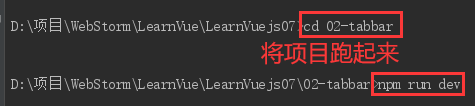 D:\项目\WebStorm\LearnVue\LearnVuejs07>cd 02-tabbar
将项目跑起来
D:\项目\WebStorm\LearnVue\LearnVuejs07\02-tabbar>npm run dev